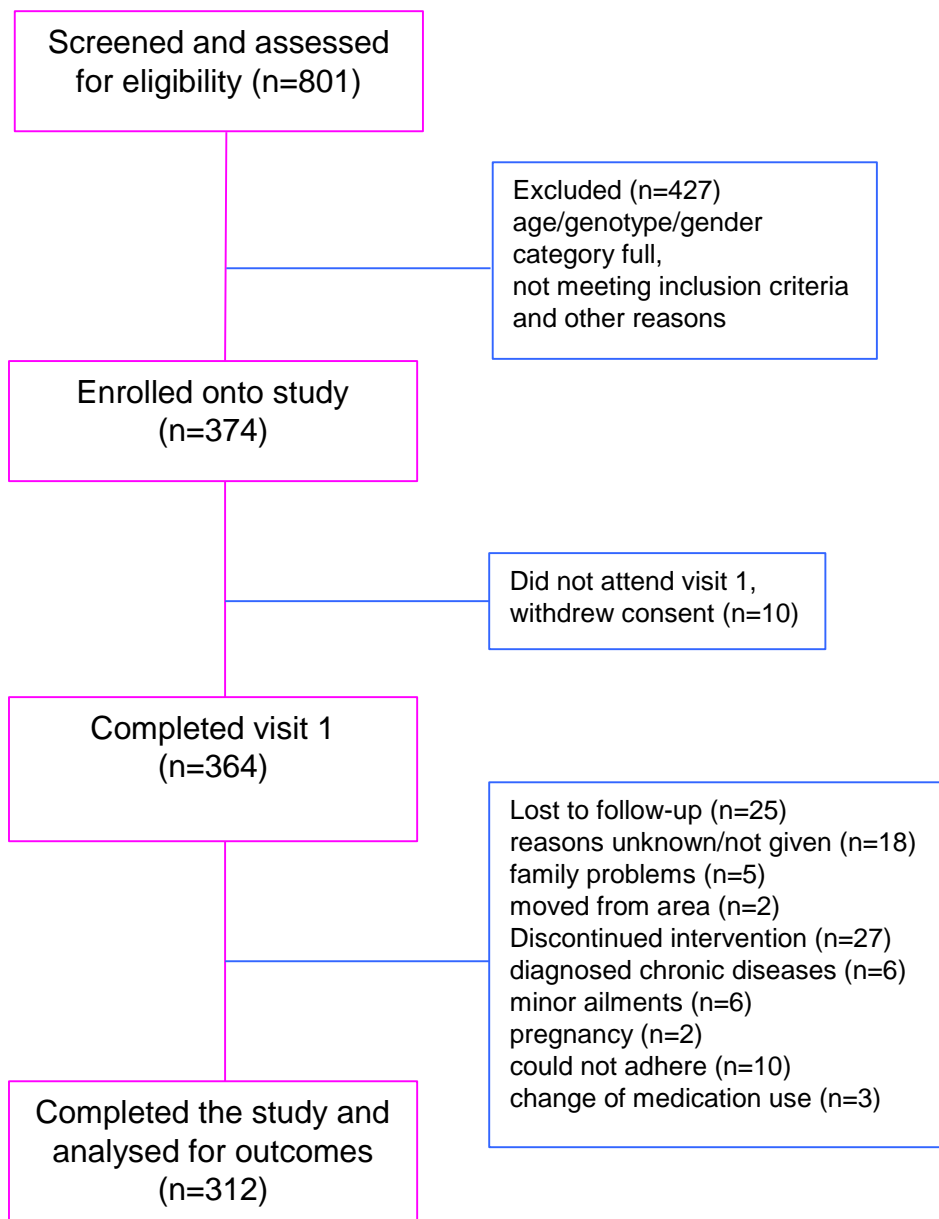 Screened and assessed
for eligibility (n=801)
Excluded (n=427)
age/genotype/gender
category full,
not meeting inclusion criteria
and other reasons
Enrolled onto study
(n=374)
Did not attend visit 1,
withdrew consent (n=10)
Completed visit 1
(n=364)
Lost to follow-up (n=25)
reasons unknown/not given (n=18)
family problems (n=5)
moved from area (n=2)
Discontinued intervention (n=27)
diagnosed chronic diseases (n=6)
minor ailments (n=6)
pregnancy (n=2)
could not adhere (n=10)
change of medication use (n=3)
Completed the study and
analysed for outcomes
(n=312)